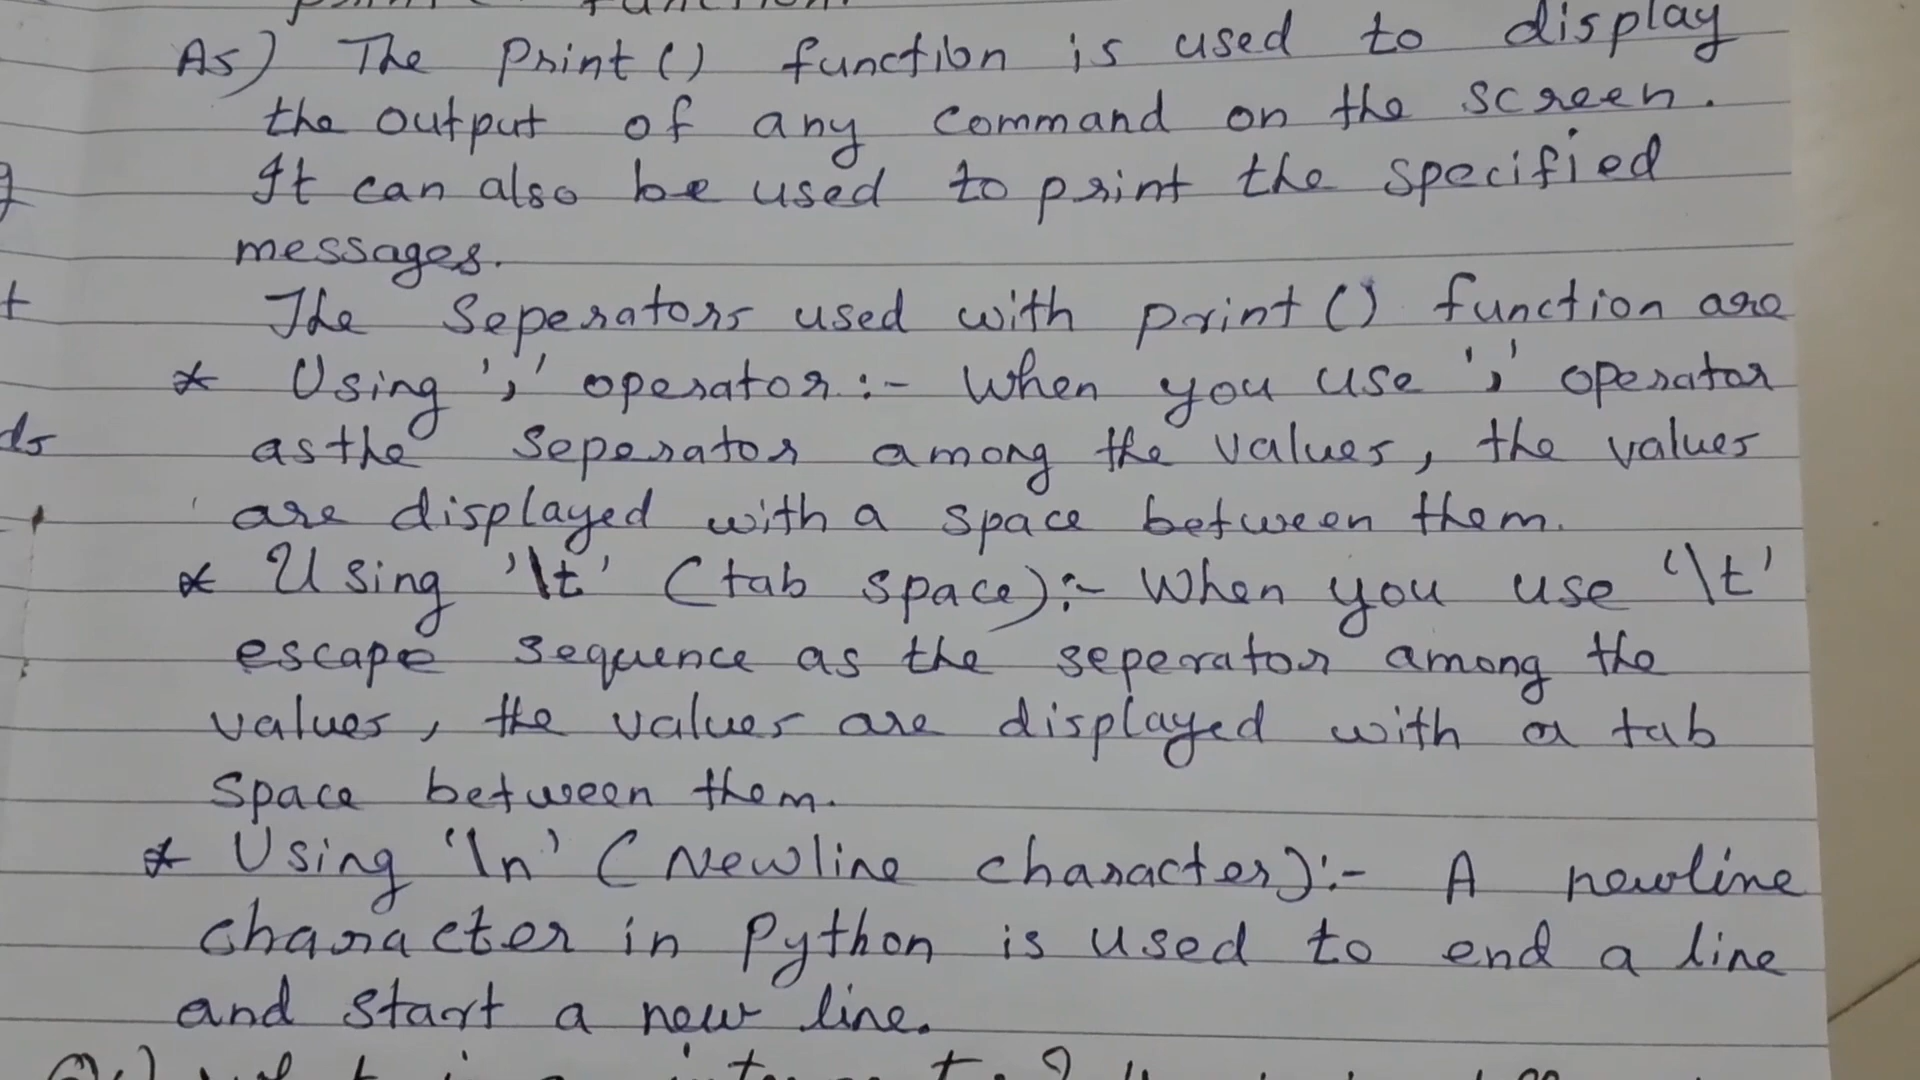 print() function.
A5) The Print () function is used to display
the output of any command on the screen.
It can also be used to print the specified
messages.
The Seperators used with print () function are
* Using ',' operator :- When you use ',' operator
as the Seperator among the values, the values
are displayed with a space between them.
* Using '\t' (tab space):- When you use '\t'
escape sequence as the seperator among the
values, the values are displayed with a tab
space between them.
* Using '\n' (Newline character):- A newline
character in Python is used to end a line
and start a new line.